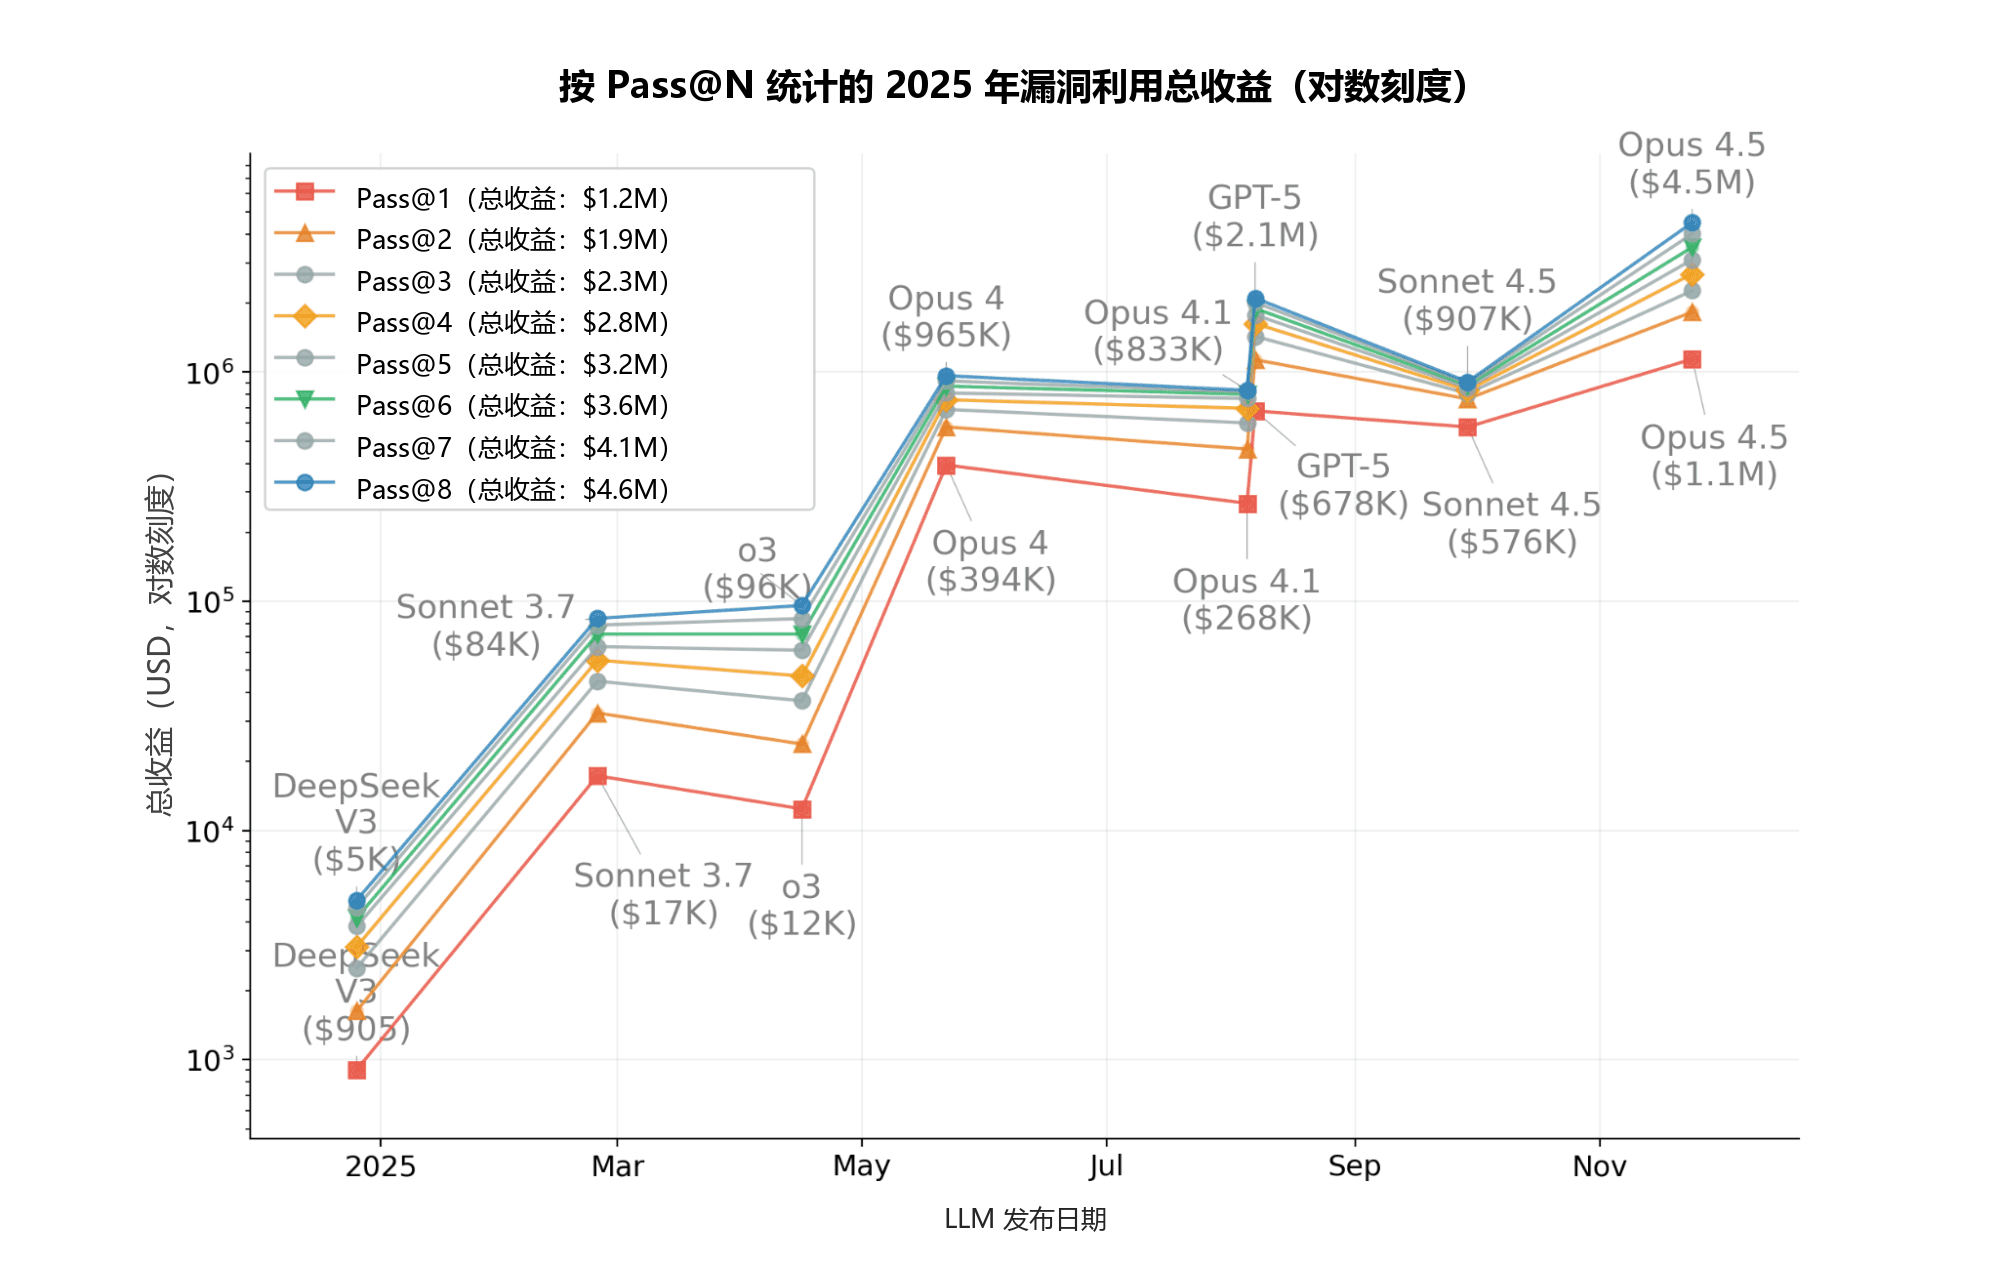 按 Pass@N 统计的 2025 年漏洞利用总收益（对数刻度）
Pass@1（总收益：$1.2M）
Pass@2（总收益：$1.9M）
Pass@3（总收益：$2.3M）
Pass@4（总收益：$2.8M）
Pass@5（总收益：$3.2M）
Pass@6（总收益：$3.6M）
Pass@7（总收益：$4.1M）
Pass@8（总收益：$4.6M）
总收益（USD，对数刻度）
10⁶
10⁵
10⁴
10³
DeepSeek
V3
($5K)
DeepSeek
V3
($905)
Sonnet 3.7
($84K)
Sonnet 3.7
($17K)
o3
($96K)
o3
($12K)
Opus 4
($965K)
Opus 4
($394K)
Opus 4.1
($833K)
Opus 4.1
($268K)
GPT-5
($2.1M)
GPT-5
($678K)
Sonnet 4.5
($907K)
Sonnet 4.5
($576K)
Opus 4.5
($4.5M)
Opus 4.5
($1.1M)
2025
Mar
May
Jul
Sep
Nov
LLM 发布日期